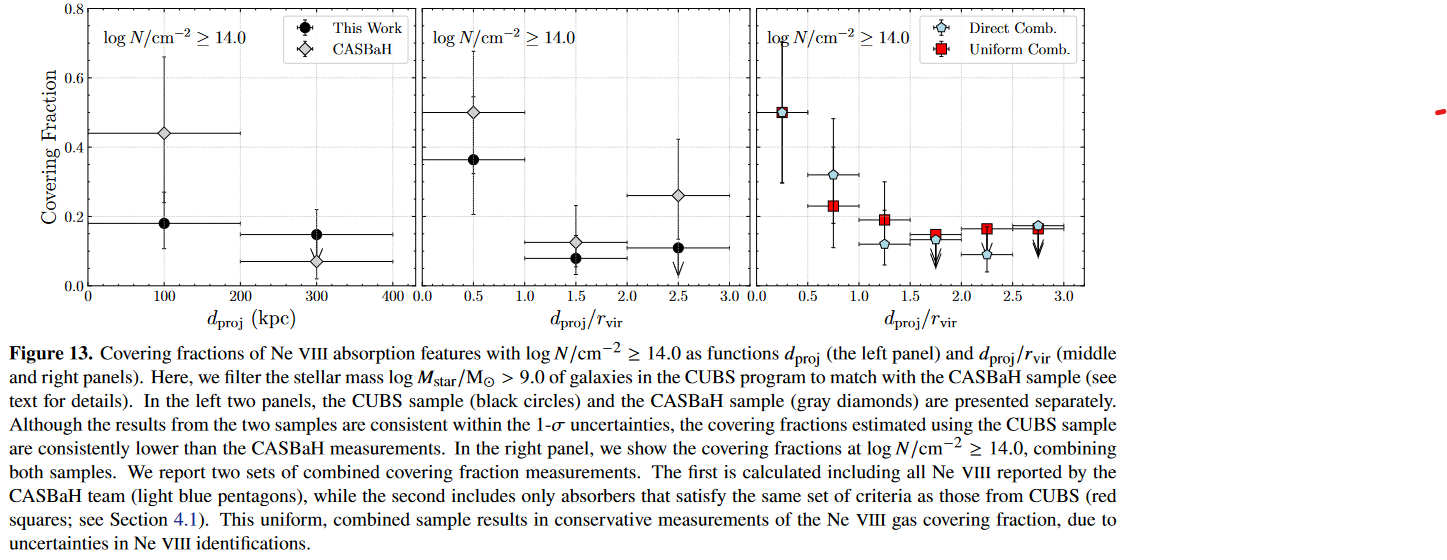 0.8
0.6
0.4
0.2
0.0
Covering Fraction
log N/cm⁻² ≥ 14.0
This Work
CASBaH
0 100 200 300 400
d_proj (kpc)
log N/cm⁻² ≥ 14.0
0.0 0.5 1.0 1.5 2.0 2.5 3.0
d_proj/r_vir
log N/cm⁻² ≥ 14.0
Direct Comb.
Uniform Comb.
0.0 0.5 1.0 1.5 2.0 2.5 3.0
d_proj/r_vir
Figure 13. Covering fractions of Ne VIII absorption features with log N/cm⁻² ≥ 14.0 as functions d_proj (the left panel) and d_proj/r_vir (middle
and right panels). Here, we filter the stellar mass log M_star/M_⊙ > 9.0 of galaxies in the CUBS program to match with the CASBaH sample (see
text for details). In the left two panels, the CUBS sample (black circles) and the CASBaH sample (gray diamonds) are presented separately.
Although the results from the two samples are consistent within the 1-σ uncertainties, the covering fractions estimated using the CUBS sample
are consistently lower than the CASBaH measurements. In the right panel, we show the covering fractions at log N/cm⁻² ≥ 14.0, combining
both samples. We report two sets of combined covering fraction measurements. The first is calculated including all Ne VIII reported by the
CASBaH team (light blue pentagons), while the second includes only absorbers that satisfy the same set of criteria as those from CUBS (red
squares; see Section 4.1). This uniform, combined sample results in conservative measurements of the Ne VIII gas covering fraction, due to
uncertainties in Ne VIII identifications.